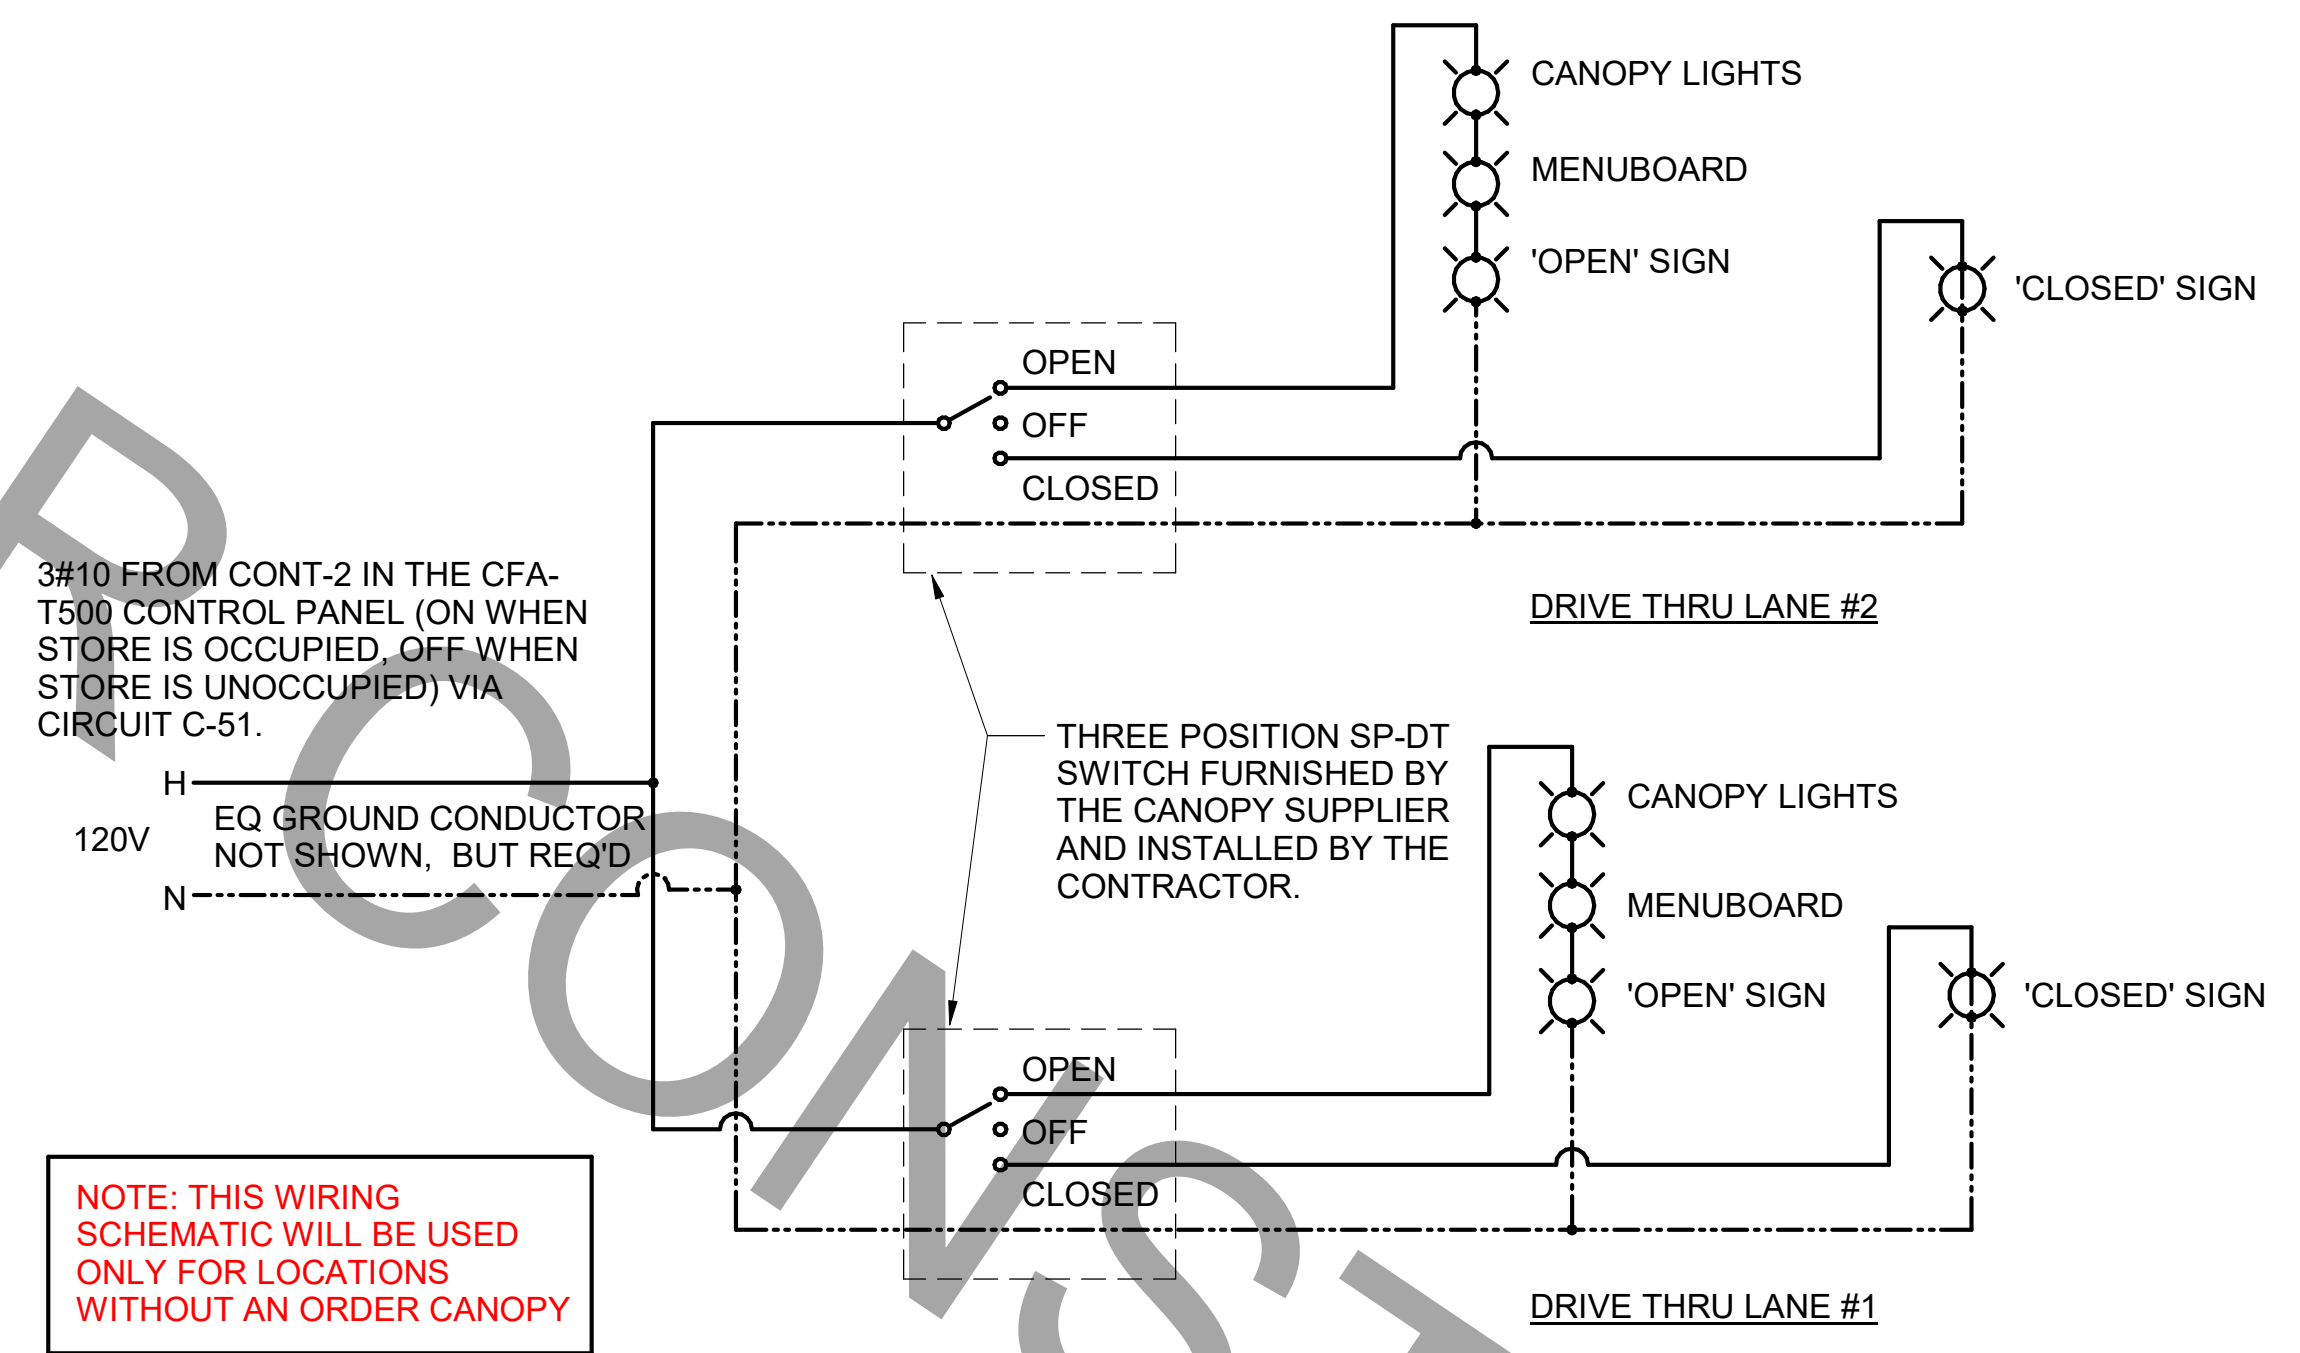 CANOPY LIGHTS
MENUBOARD
'OPEN' SIGN
'CLOSED' SIGN
OPEN
OFF
CLOSED
DRIVE THRU LANE #2
3#10 FROM CONT-2 IN THE CFA-
T500 CONTROL PANEL (ON WHEN
STORE IS OCCUPIED, OFF WHEN
STORE IS UNOCCUPIED) VIA
CIRCUIT C-51.
H
EQ GROUND CONDUCTOR
NOT SHOWN,  BUT REQ'D
120V
N
THREE POSITION SP-DT
SWITCH FURNISHED BY
THE CANOPY SUPPLIER
AND INSTALLED BY THE
CONTRACTOR.
CANOPY LIGHTS
MENUBOARD
'OPEN' SIGN
'CLOSED' SIGN
OPEN
OFF
CLOSED
DRIVE THRU LANE #1
NOTE: THIS WIRING
SCHEMATIC WILL BE USED
ONLY FOR LOCATIONS
WITHOUT AN ORDER CANOPY